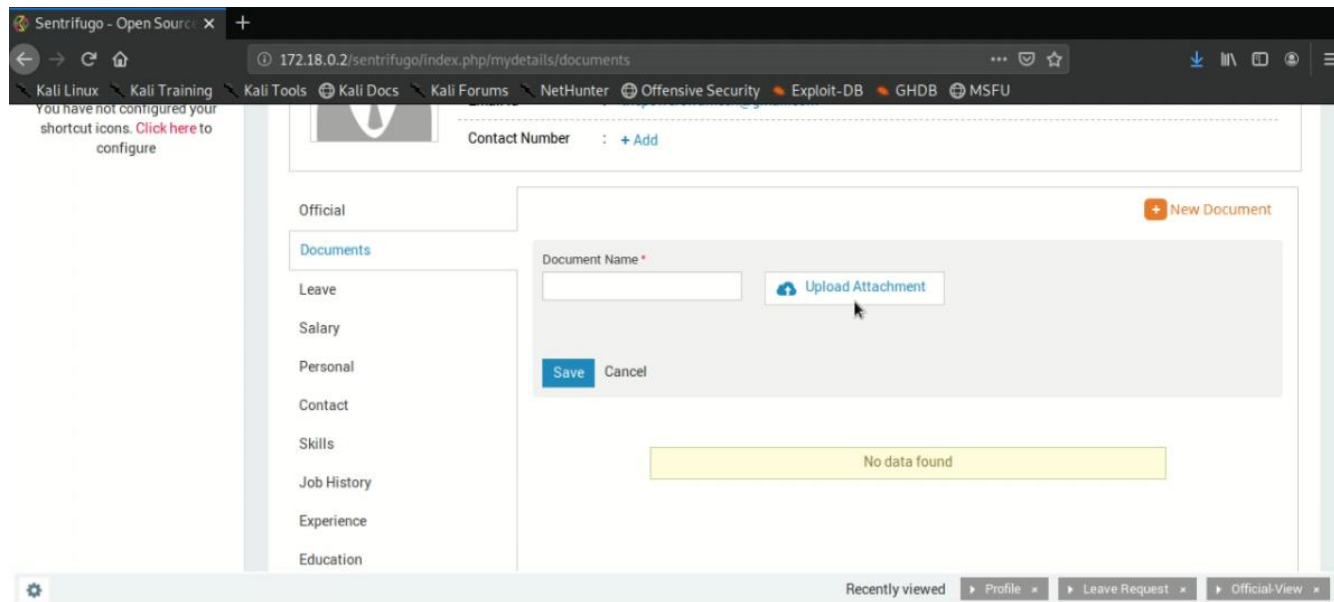 Sentrifugo - Open Source
172.18.0.2/sentrifugo/index.php/mydetails/documents
Kali Linux Kali Training Kali Tools Kali Docs Kali Forums NetHunter Offensive Security Exploit-DB GHDB MSFU
You have not configured your
shortcut icons. Click here to
configure
Contact Number : + Add
Official
New Document
Documents
Document Name *
Upload Attachment
Leave
Salary
Personal
Save Cancel
Contact
Skills
No data found
Job History
Experience
Education
Recently viewed Profile × Leave Request × Official-View ×